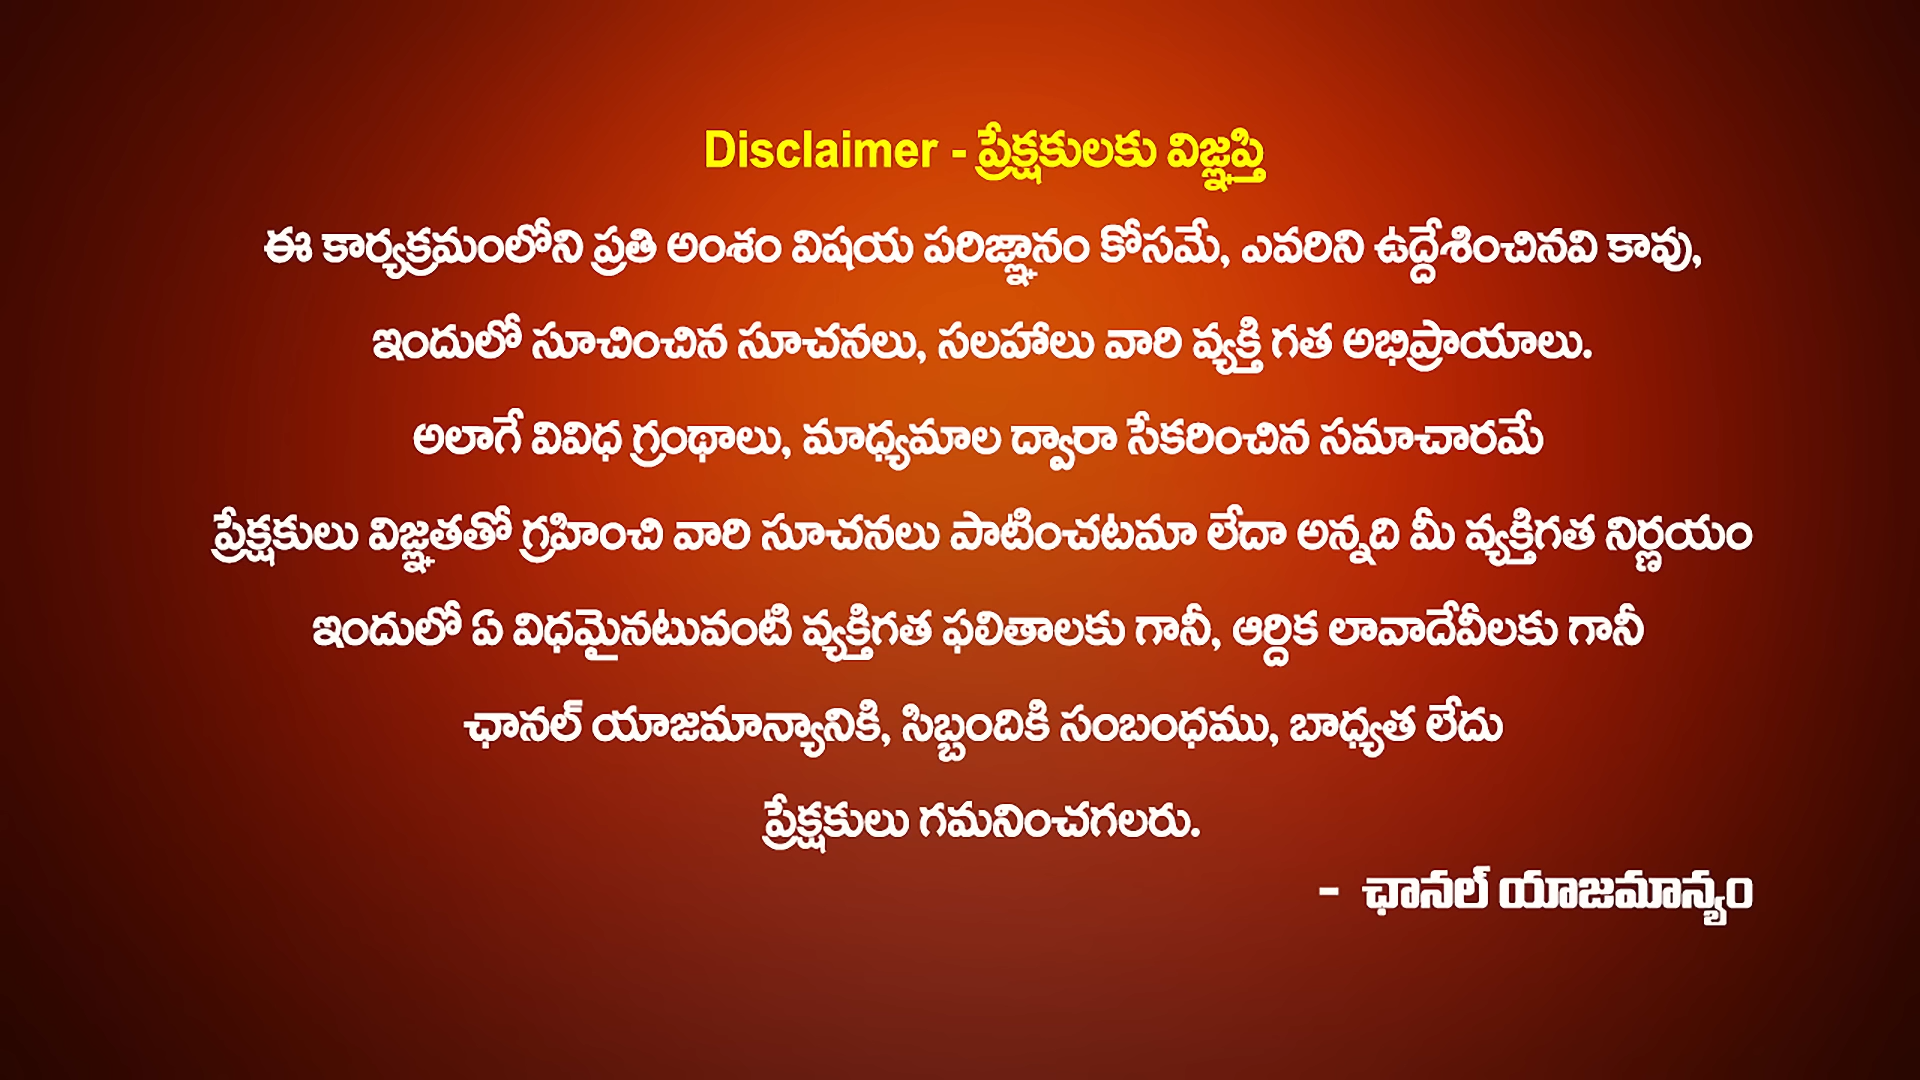 Disclaimer - ప్రేక్షకులకు విజ్ఞప్తి
ఈ కార్యక్రమంలోని ప్రతి అంశం విషయ పరిజ్ఞానం కోసమే, ఎవరిని ఉద్దేశించినవి కావు,
ఇందులో సూచించిన సూచనలు, సలహాలు వారి వ్యక్తి గత అభిప్రాయాలు.
అలాగే వివిధ గ్రంథాలు, మాధ్యమాల ద్వారా సేకరించిన సమాచారమే
ప్రేక్షకులు విజ్ఞతతో గ్రహించి వారి సూచనలు పాటించటమా లేదా అన్నది మీ వ్యక్తిగత నిర్ణయం
ఇందులో ఏ విధమైనటువంటి వ్యక్తిగత ఫలితాలకు గానీ, ఆర్దిక లావాదేవీలకు గానీ
ఛానల్ యాజమాన్యానికి, సిబ్బందికి సంబంధము, బాధ్యత లేదు
ప్రేక్షకులు గమనించగలరు.
- ఛానల్ యాజమాన్యం